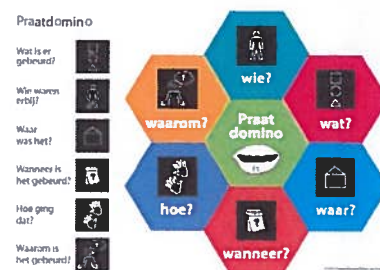 Praatdomino
Wat is er
gebeurd?
Wie waren
erbij?
Waar
was het?
Wanneer is
het gebeurd?
Hoe ging
dat?
Waarom is
het gebeurd?
wie?
waarom?
wat?
Praat
domino
hoe?
waar?
wanneer?